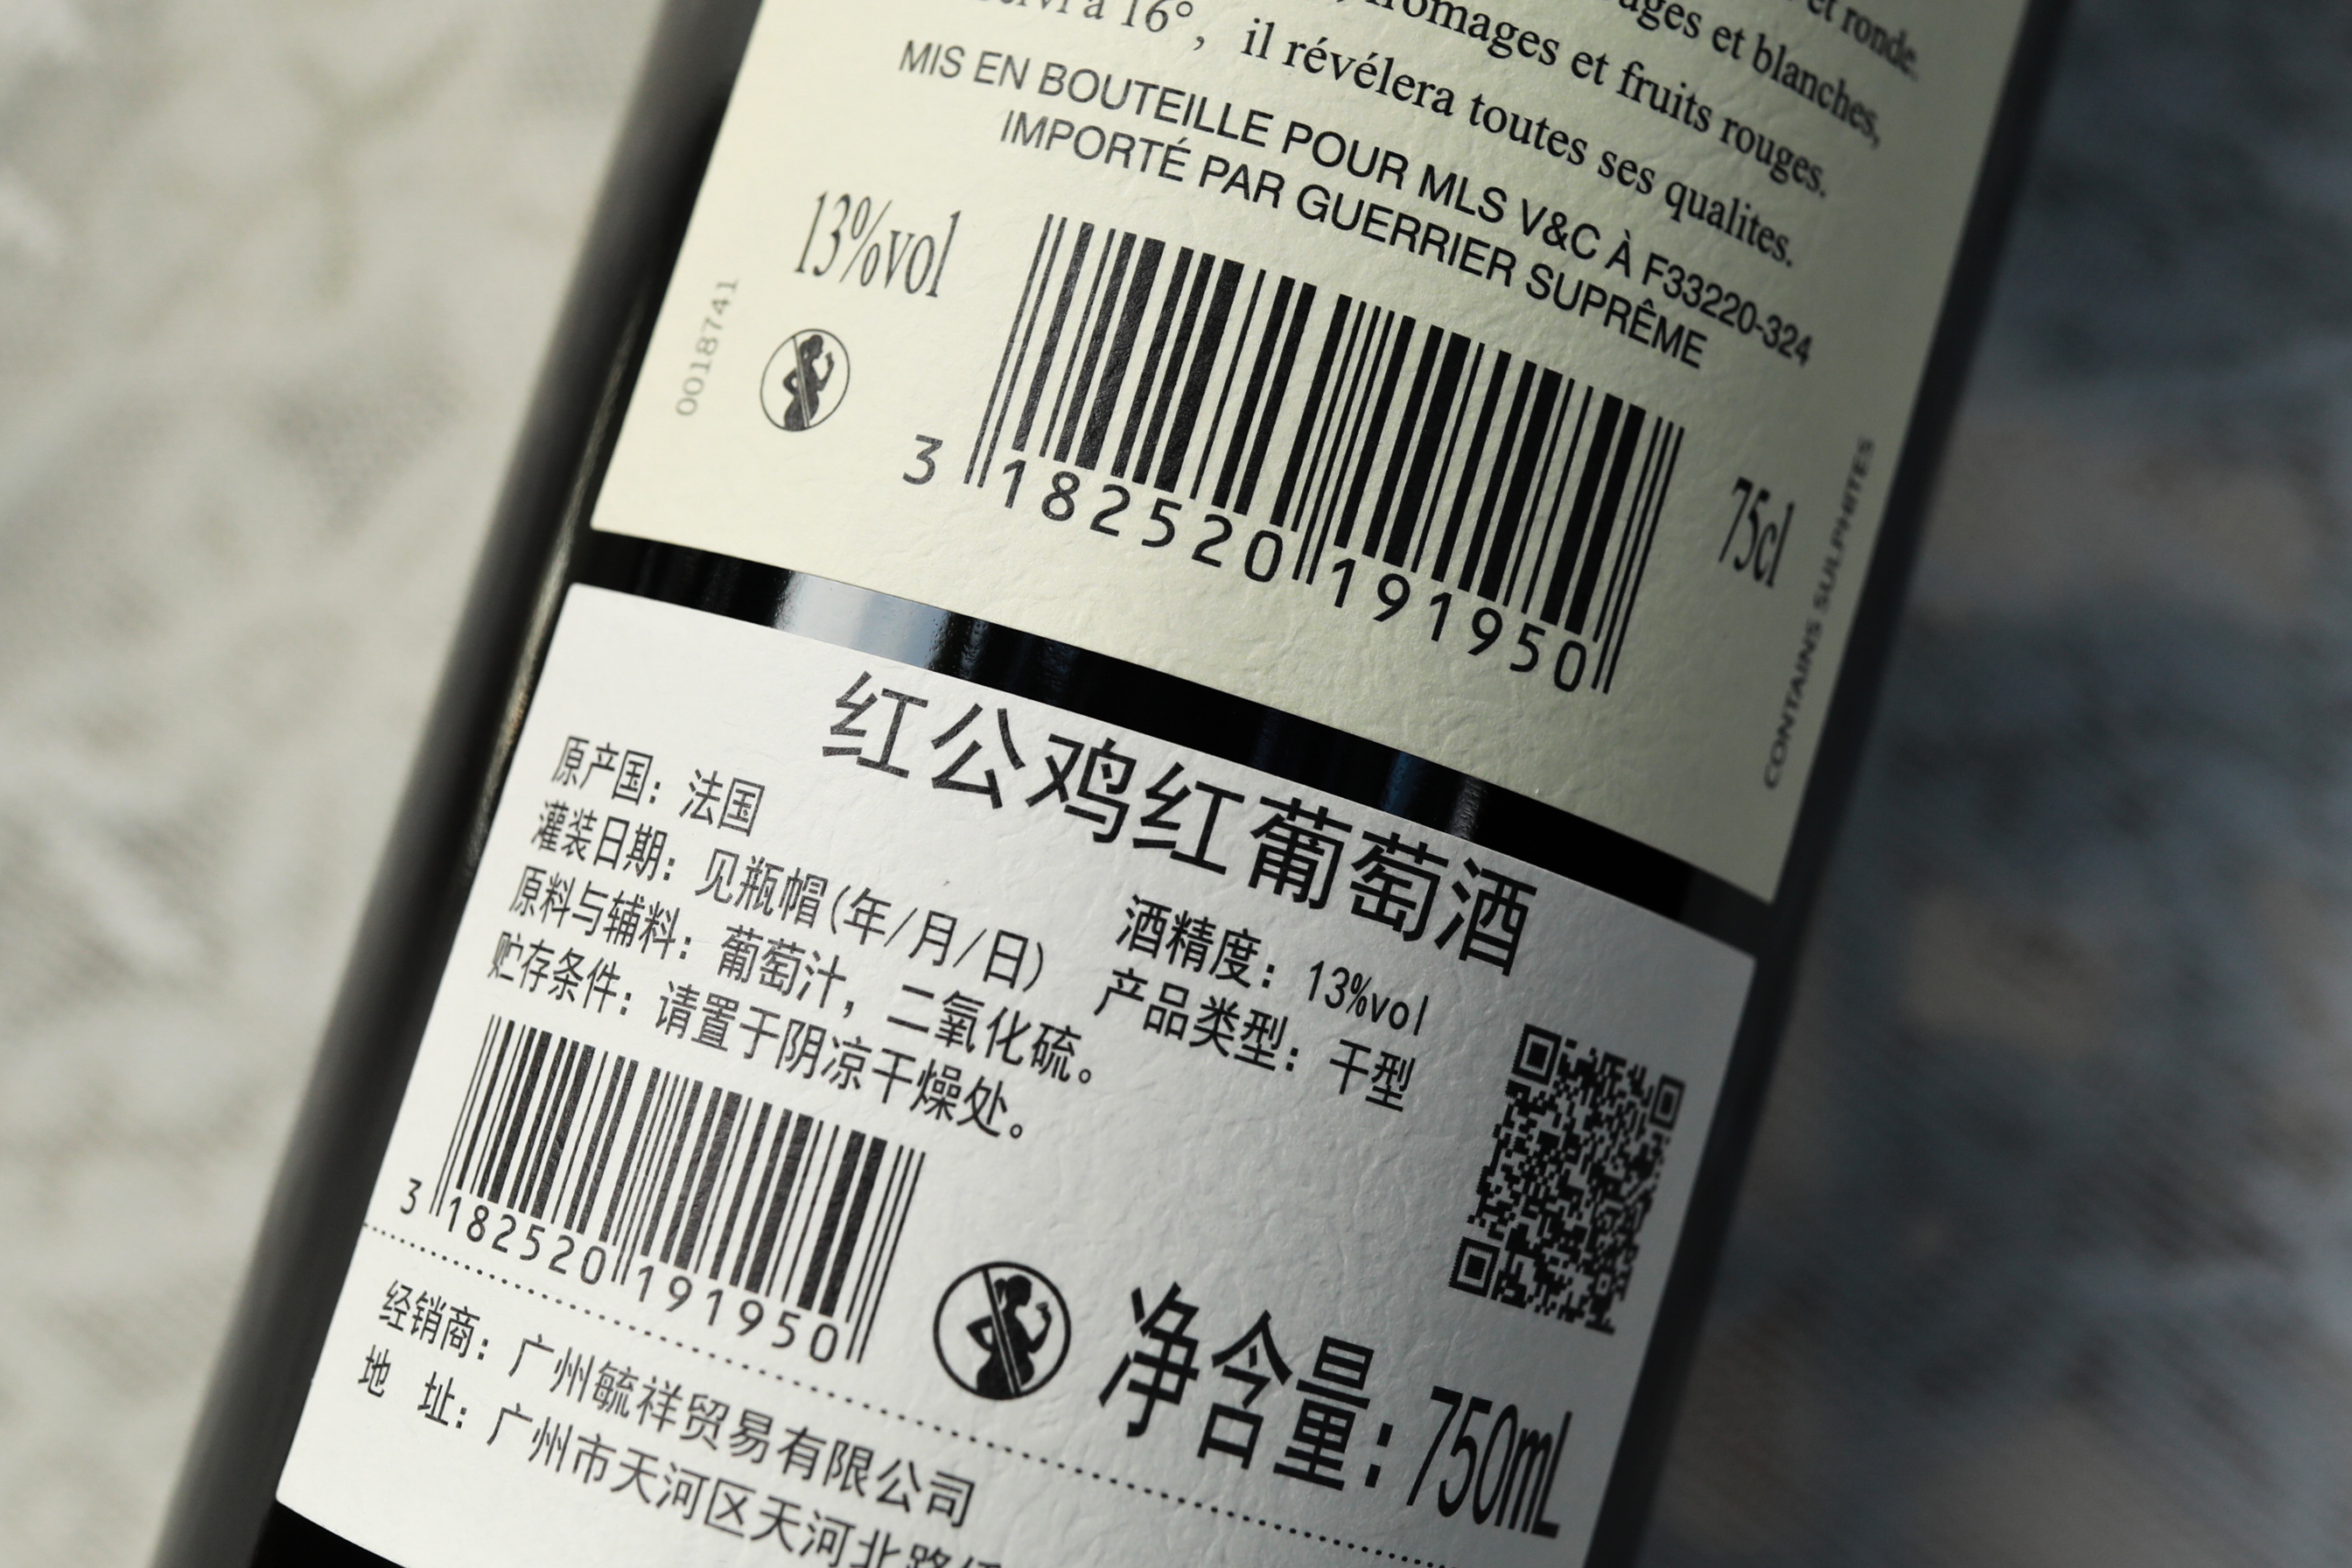 et ronde.
rouges et blanches,
fromages et fruits rouges.
à 16°, il révélera toutes ses qualites.
MIS EN BOUTEILLE POUR MLS V&C À F33220-324
IMPORTÉ PAR GUERRIER SUPRÊME
13%vol
0018741
3 182520 191950
75cl
CONTAINS SULPHITES
红公鸡红葡萄酒
原产国：法国
酒精度：13%vol
灌装日期：见瓶帽(年/月/日)
产品类型：干型
原料与辅料：葡萄汁，二氧化硫。
贮存条件：请置于阴凉干燥处。
3 182520 191950
净含量：750mL
经销商：广州毓祥贸易有限公司
地 址：广州市天河区天河北路